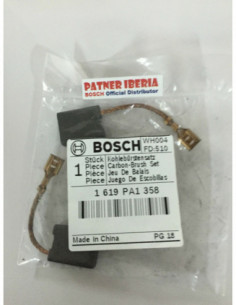 PATNER IBERIA
BOSCH Official Distributor
BOSCH
WH004
FD:510
1
Stück Kohlebürstensatz
Piece Carbon-Brush Set
Pièce Jeu De Balais
Pieza Juego De Escobillas
1 619 PA1 358
Made in China
PG 18